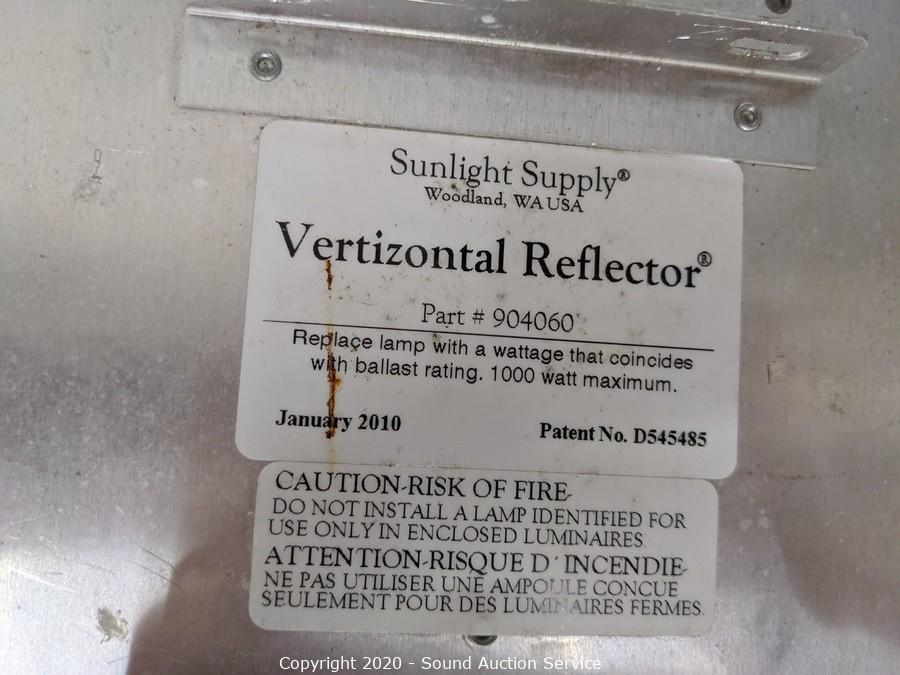 Sunlight Supply®
Woodland, WA USA
Vertizontal Reflector®
Part # 904060
Replace lamp with a wattage that coincides
with ballast rating. 1000 watt maximum.
January 2010
Patent No. D545485
CAUTION-RISK OF FIRE-
DO NOT INSTALL A LAMP IDENTIFIED FOR
USE ONLY IN ENCLOSED LUMINAIRES.
ATTENTION-RISQUE D' INCENDIE-
NE PAS UTILISER UNE AMPOULE CONCUE
SEULEMENT POUR DES LUMINAIRES FERMES.
Copyright 2020 - Sound Auction Service